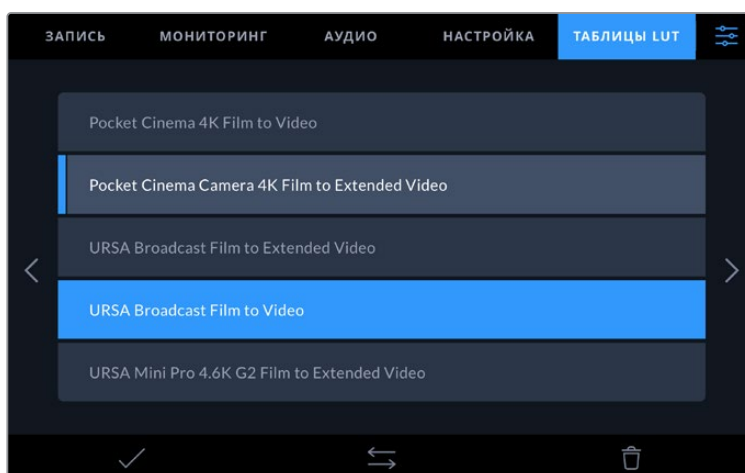 ЗАПИСЬ МОНИТОРИНГ АУДИО НАСТРОЙКА ТАБЛИЦЫ LUT
Pocket Cinema 4K Film to Video
Pocket Cinema Camera 4K Film to Extended Video
URSA Broadcast Film to Extended Video
URSA Broadcast Film to Video
URSA Mini Pro 4.6K G2 Film to Extended Video